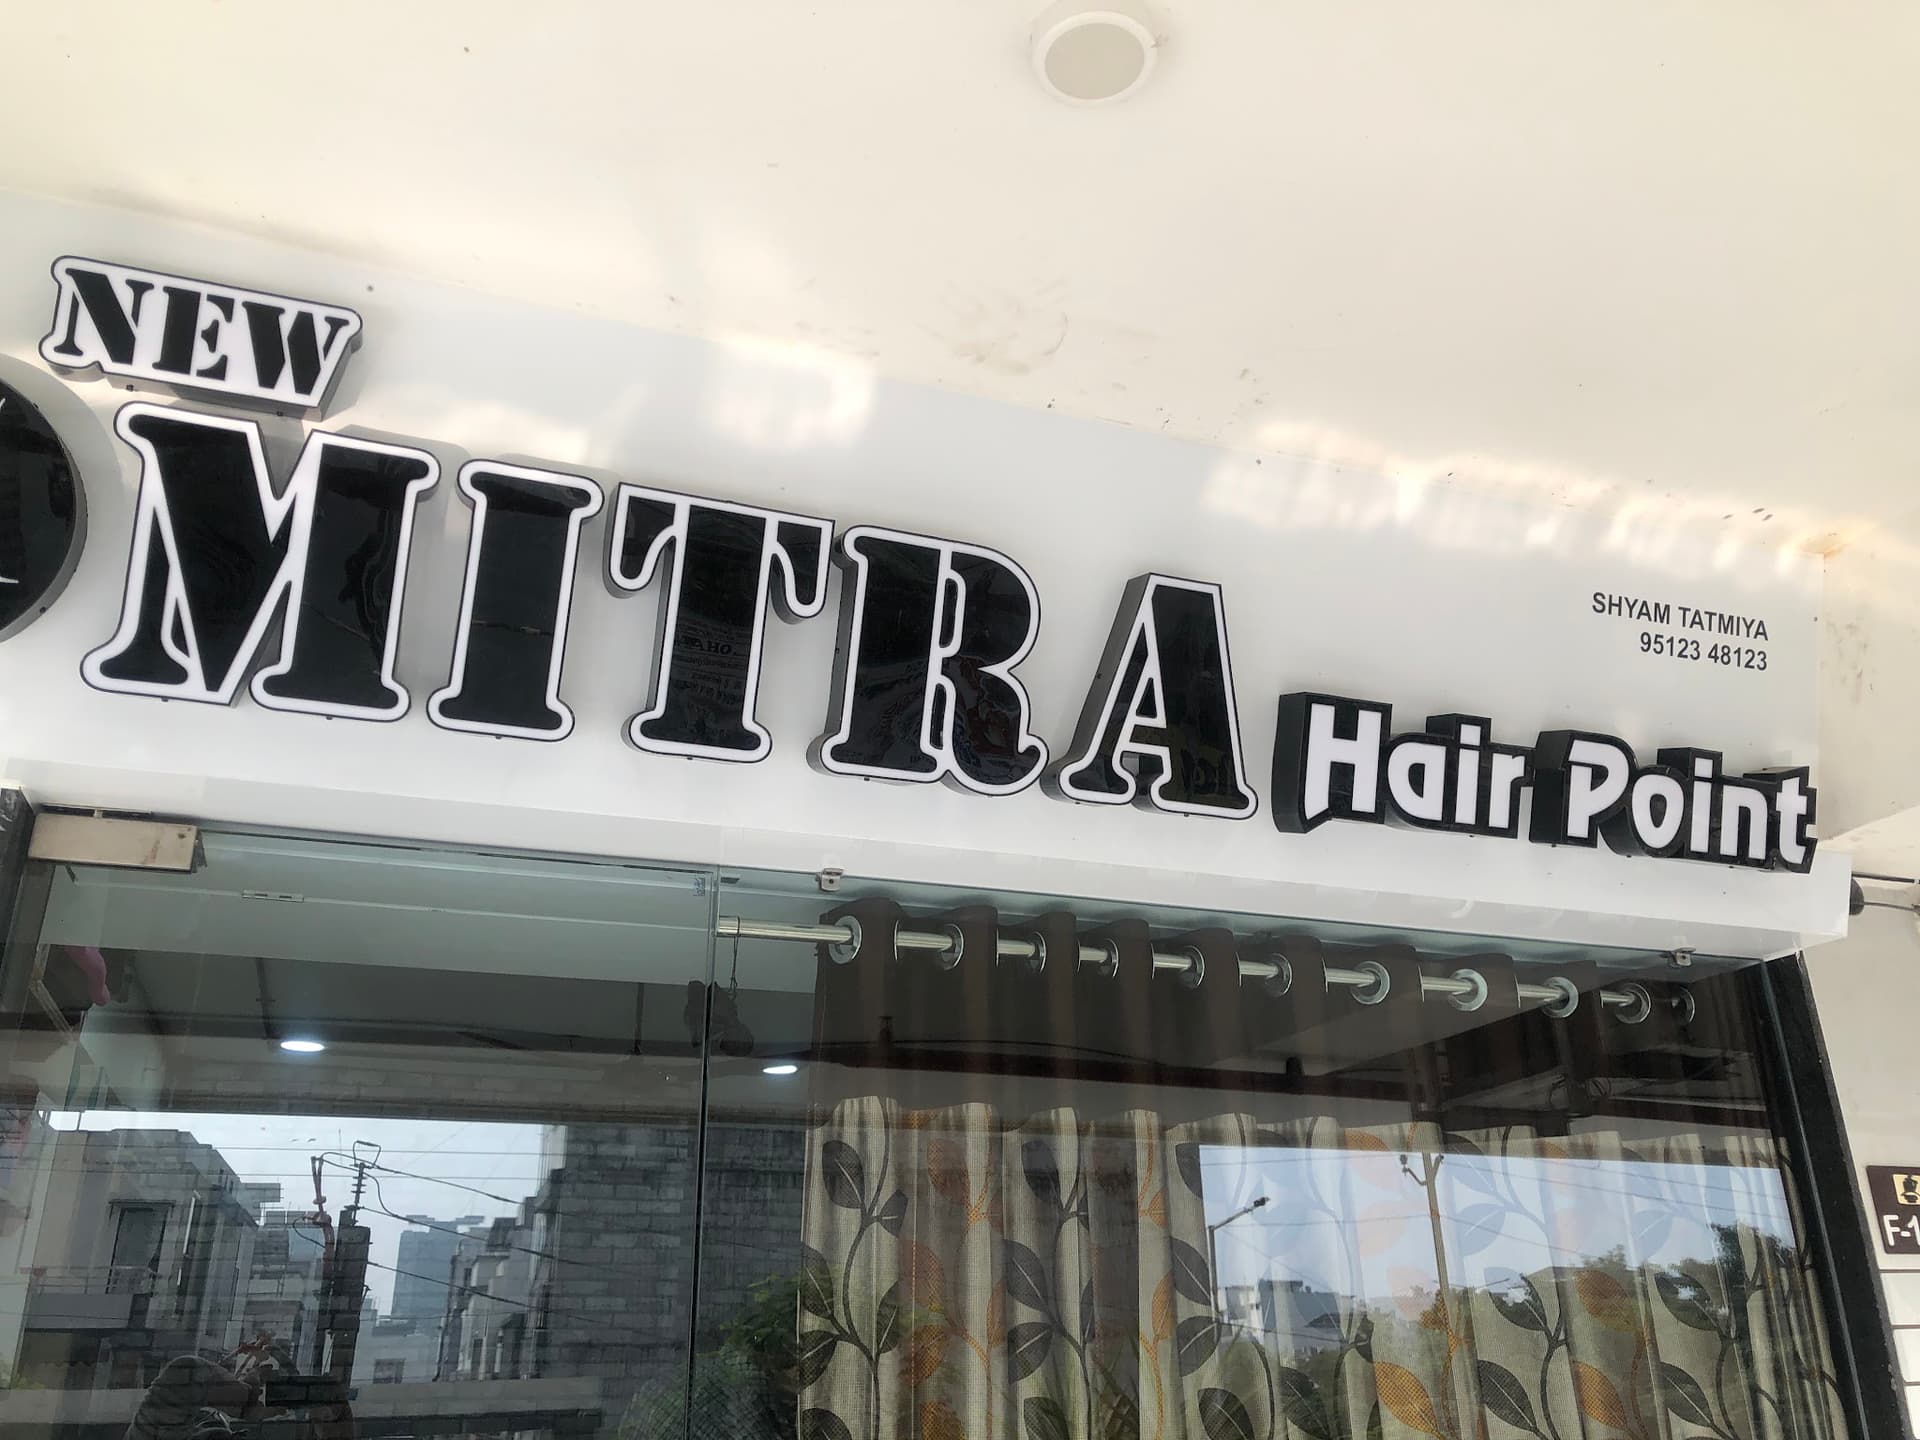 NEW
MITRA Hair Point
SHYAM TATMIYA
95123 48123